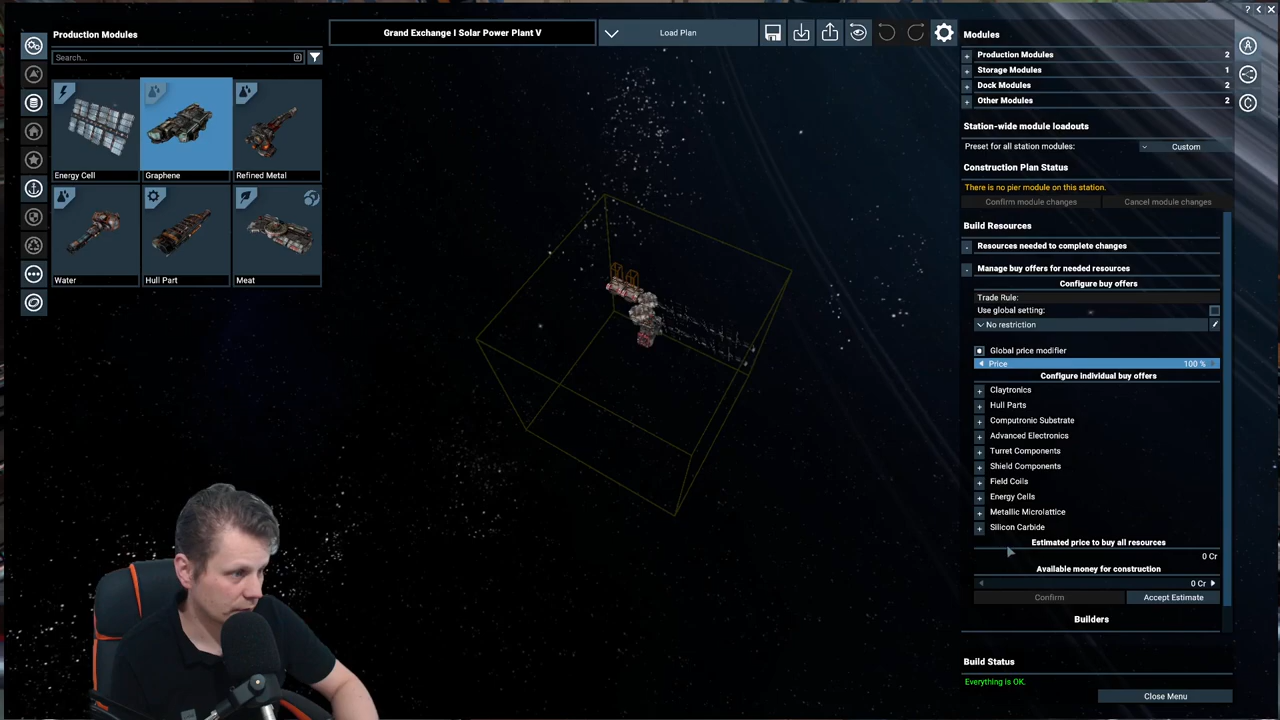 Production Modules
Search...
Energy Cell
Graphene
Refined Metal
Water
Hull Part
Meat
Grand Exchange I Solar Power Plant V
Load Plan
Modules
Production Modules 2
Storage Modules 1
Dock Modules 2
Other Modules 2
Station-wide module loadouts
Preset for all station modules: Custom
Construction Plan Status
There is no pier module on this station.
Confirm module changes Cancel module changes
Build Resources
Resources needed to complete changes
Manage buy offers for needed resources
Configure buy offers
Trade Rule:
Use global setting:
No restriction
Global price modifier
Price 100 %
Configure individual buy offers
Claytronics
Hull Parts
Computronic Substrate
Advanced Electronics
Turret Components
Shield Components
Field Coils
Energy Cells
Metallic Microlattice
Silicon Carbide
Estimated price to buy all resources
0 Cr
Available money for construction
0 Cr
Confirm Accept Estimate
Builders
Build Status
Everything is OK.
Close Menu